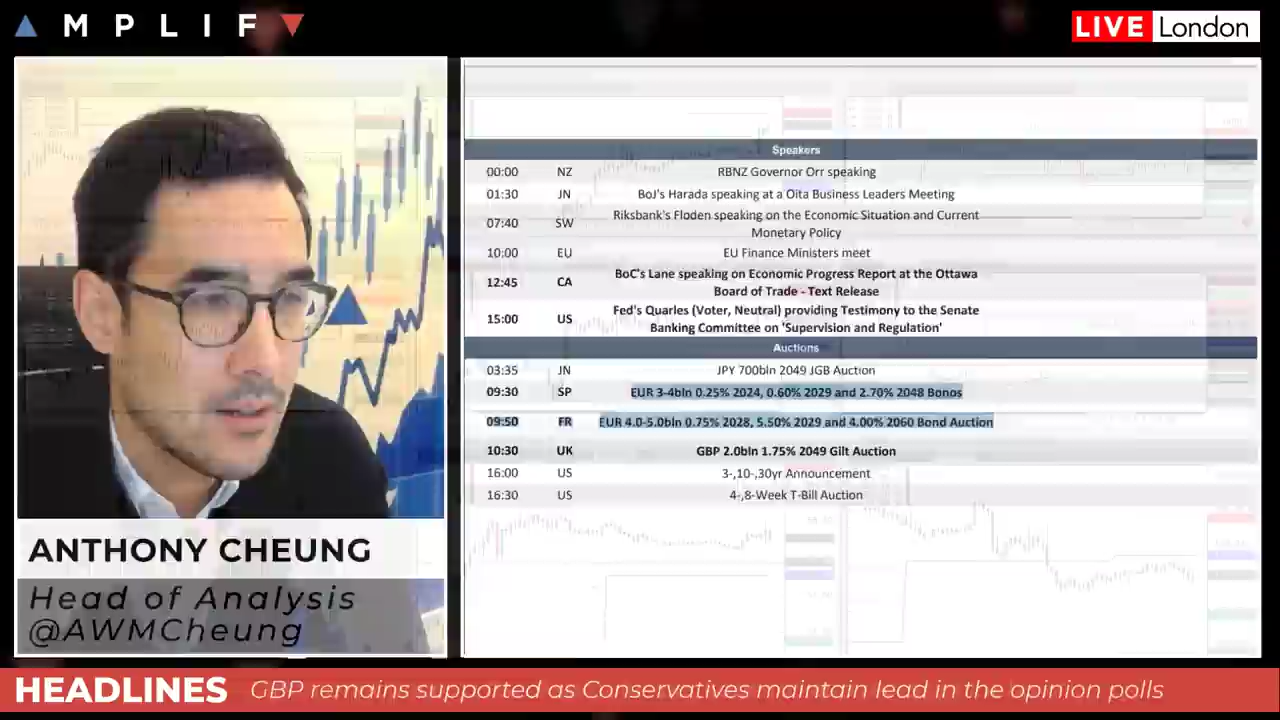 AMPLIFY
LIVE London
Speakers
00:00 NZ RBNZ Governor Orr speaking
01:30 JN BoJ's Harada speaking at a Oita Business Leaders Meeting
07:40 SW Riksbank's Floden speaking on the Economic Situation and Current
Monetary Policy
10:00 EU EU Finance Ministers meet
12:45 CA BoC's Lane speaking on Economic Progress Report at the Ottawa
Board of Trade - Text Release
15:00 US Fed's Quarles (Voter, Neutral) providing Testimony to the Senate
Banking Committee on 'Supervision and Regulation'
Auctions
03:35 JN JPY 700bln 2049 JGB Auction
09:30 SP EUR 3-4bln 0.25% 2024, 0.60% 2029 and 2.70% 2048 Bonos
09:50 FR EUR 4.0-5.0bln 0.75% 2028, 5.50% 2029 and 4.00% 2060 Bond Auction
10:30 UK GBP 2.0bln 1.75% 2049 Gilt Auction
16:00 US 3-,10-,30yr Announcement
16:30 US 4-,8-Week T-Bill Auction
ANTHONY CHEUNG
Head of Analysis
@AWMCheung
HEADLINES GBP remains supported as Conservatives maintain lead in the opinion polls